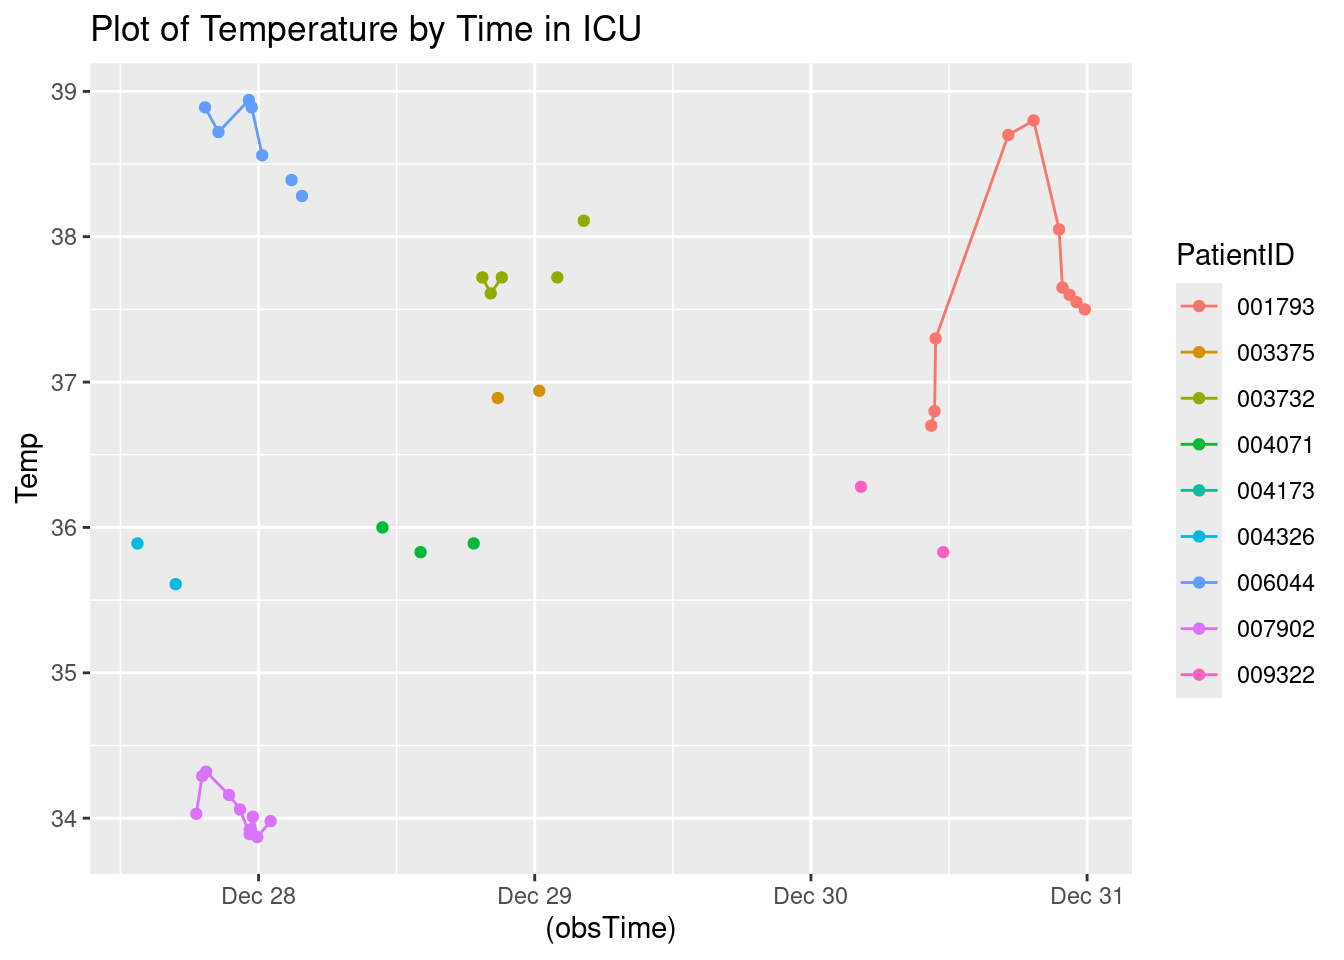 Plot of Temperature by Time in ICU
39
38
37
36
35
34
Temp
Dec 28
Dec 29
Dec 30
Dec 31
(obsTime)
PatientID
001793
003375
003732
004071
004173
004326
006044
007902
009322